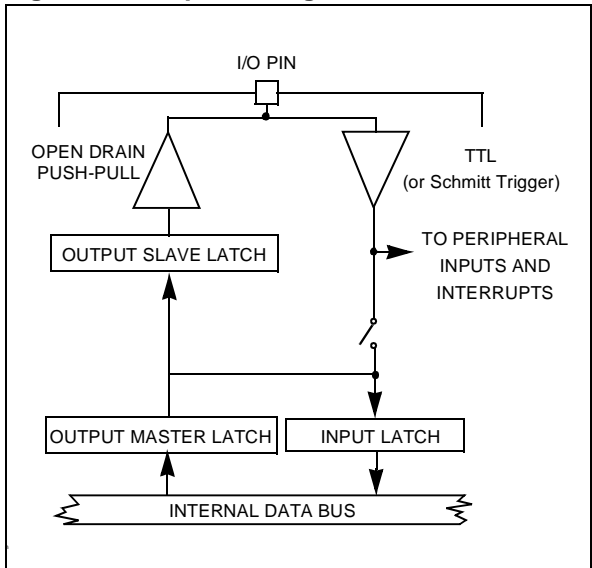 I/O PIN
OPEN DRAIN
PUSH-PULL
TTL
(or Schmitt Trigger)
TO PERIPHERAL
INPUTS AND
INTERRUPTS
OUTPUT SLAVE LATCH
OUTPUT MASTER LATCH
INPUT LATCH
INTERNAL DATA BUS